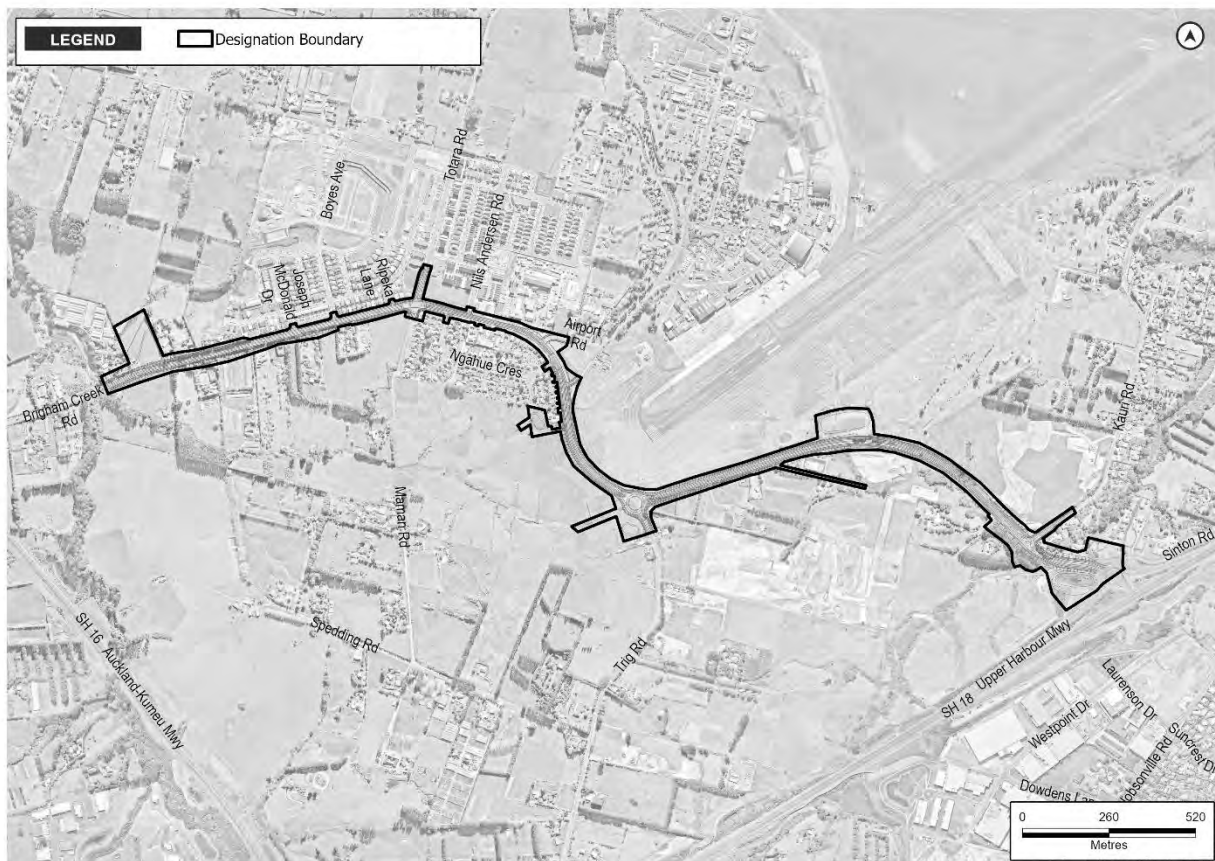 LEGEND
Designation Boundary
Totara Rd
Boyes Ave
Nils Andersen Rd
Ripeka
Lane
Joseph
McDonald
Dr
Airport
Rd
Ngahue Cres
Brigham Creek
Rd
Kauri Rd
Mamari Rd
Sinton Rd
Spedding Rd
Trig Rd
SH 16 Auckland-Kumeu Mwy
SH 18 Upper Harbour Mwy
Laurenson Dr
Westpoint Dr
Suncrest Dr
Hobsonville Rd
Dowdens
0 260 520
Metres